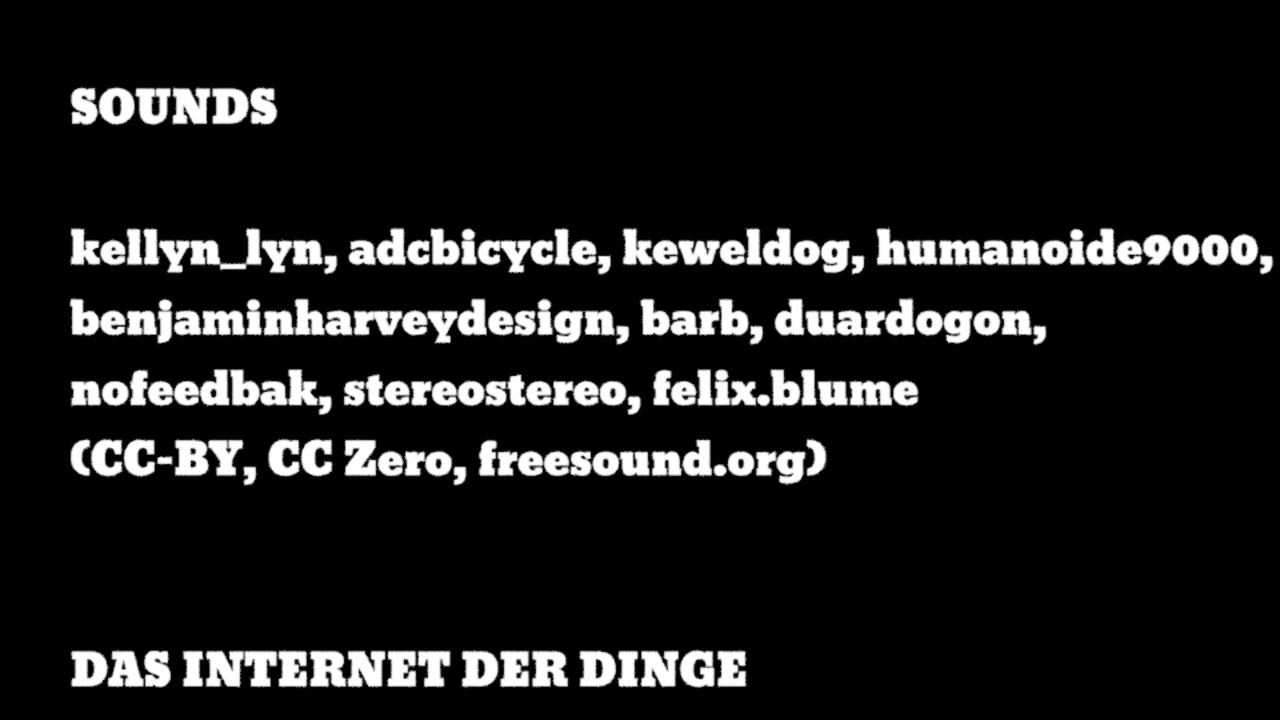 SOUNDS
kellyn_lyn, adcbicycle, keweldog, humanoide9000,
benjaminharveydesign, barb, duardogon,
nofeedbak, stereostereo, felix.blume
(CC-BY, CC Zero, freesound.org)
DAS INTERNET DER DINGE